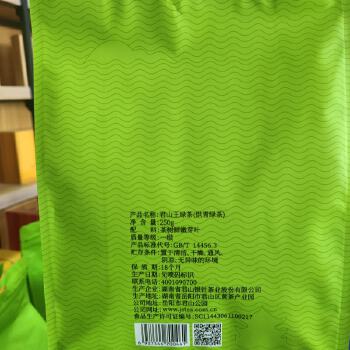 产品名称:君山王绿茶(烘青绿茶)
净 含 量:250g
配 料:茶树鲜嫩芽叶
质量等级:一级
产品标准代号:GB/T 14456.3
贮存条件:置于清洁、干燥、通风、
阴凉、无异味的环境
保 质 期:18个月
生产日期:见喷码标识
联系电话:4001090700
生产企业:湖南省君山银针茶业股份有限公司
生产地址:湖南省岳阳市君山区黄茶产业园
公司地址:岳阳市君山公园
公司网址:www.jstea.com.cn
食品生产许可证编号:SC11443061100217